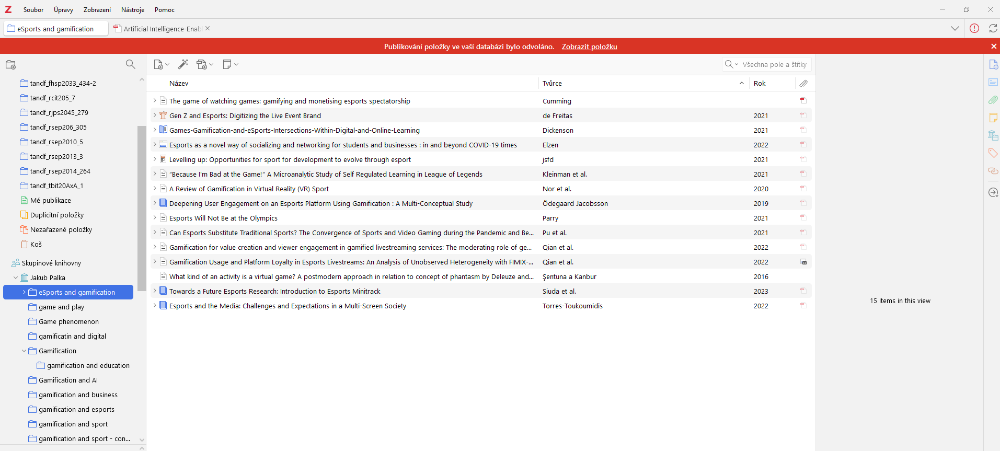 Z Soubor Úpravy Zobrazení Nástroje Pomoc
eSports and gamification
Artificial Intelligence-Enab
Publikování položky ve vaší databázi bylo odvoláno. Zobrazit položku
Všechna pole a štítky
tandf_fhsp2033_434-2
tandf_rcit205_7
tandf_rjps2045_279
tandf_rsep206_305
tandf_rsep2010_5
tandf_rsep2013_3
tandf_rsep2014_264
tandf_tbit20AxA_1
Mé publikace
Duplicitní položky
Nezařazené položky
Koš
Skupinové knihovny
Jakub Palka
eSports and gamification
game and play
Game phenomenon
gamificatin and digital
Gamification
gamification and education
Gamification and AI
gamification and business
gamification and esports
gamification and sport
gamification and sport - con...
Název Tvůrce Rok
The game of watching games: gamifying and monetising esports spectatorship Cumming
Gen Z and Esports: Digitizing the Live Event Brand de Freitas 2021
Games-Gamification-and-eSports-Intersections-Within-Digital-and-Online-Learning Dickenson 2021
Esports as a novel way of socializing and networking for students and businesses : in and beyond COVID-19 times Elzen 2022
Levelling up: Opportunities for sport for development to evolve through esport jsfd 2021
“Because I'm Bad at the Game!” A Microanalytic Study of Self Regulated Learning in League of Legends Kleinman et al. 2021
A Review of Gamification in Virtual Reality (VR) Sport Nor et al. 2020
Deepening User Engagement on an Esports Platform Using Gamification : A Multi-Conceptual Study Ödegaard Jacobsson 2019
Esports Will Not Be at the Olympics Parry 2021
Can Esports Substitute Traditional Sports? The Convergence of Sports and Video Gaming during the Pandemic and Be... Pu et al. 2021
Gamification for value creation and viewer engagement in gamified livestreaming services: The moderating role of ge... Qian et al. 2022
Gamification Usage and Platform Loyalty in Esports Livestreams: An Analysis of Unobserved Heterogeneity with FIMIX-... Qian et al. 2022
What kind of an activity is a virtual game? A postmodern approach in relation to concept of phantasm by Deleuze and... Şentuna a Kanbur 2016
Towards a Future Esports Research: Introduction to Esports Minitrack Siuda et al. 2023
Esports and the Media: Challenges and Expectations in a Multi-Screen Society Torres-Toukoumidis 2022
15 items in this view